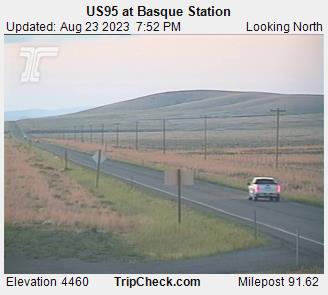 US95 at Basque Station
Updated: Aug 23 2023 7:52 PM Looking North
Elevation 4460 TripCheck.com Milepost 91.62